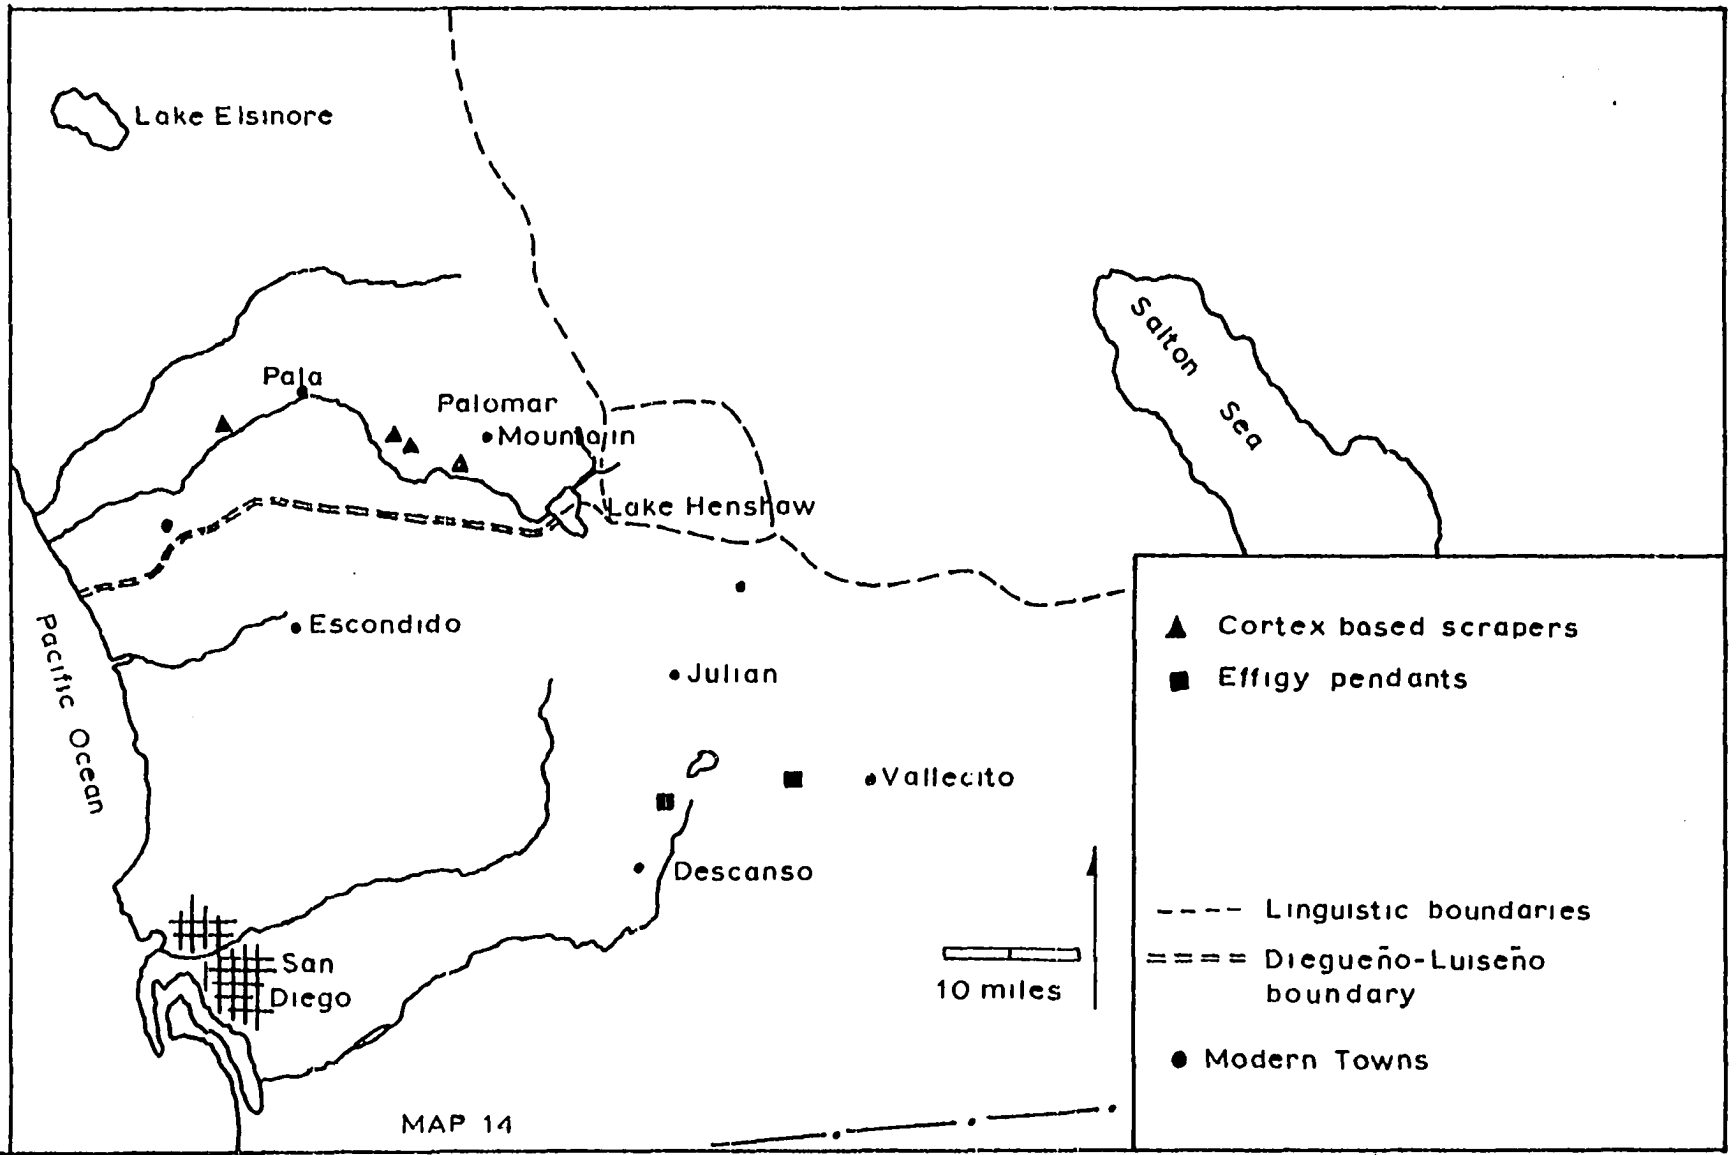 Lake Elsinore
Pala
Palomar
Mountain
Lake Henshaw
Salton
Sea
Escondido
Julian
Pacific Ocean
Vallecito
Descanso
San
Diego
10 miles
MAP 14
Cortex based scrapers
Effigy pendants
Linguistic boundaries
Diegueño-Luiseño
boundary
Modern Towns